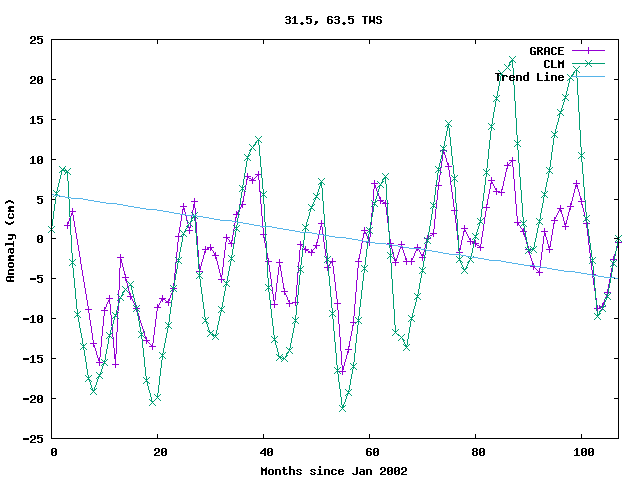 31.5, 63.5 TWS
GRACE
CLM
Trend Line
25
20
15
10
5
0
-5
-10
-15
-20
-25
Anomaly (cm)
0 20 40 60 80 100
Months since Jan 2002